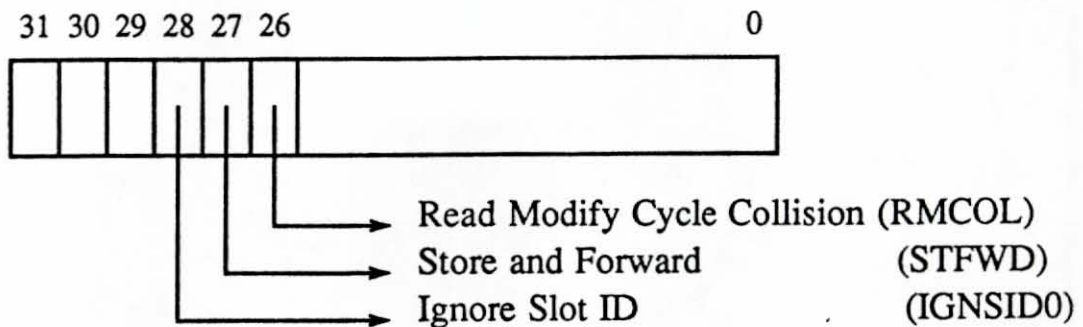 31 30 29 28 27 26 0
Read Modify Cycle Collision (RMCOL)
Store and Forward (STFWD)
Ignore Slot ID (IGNSID0)